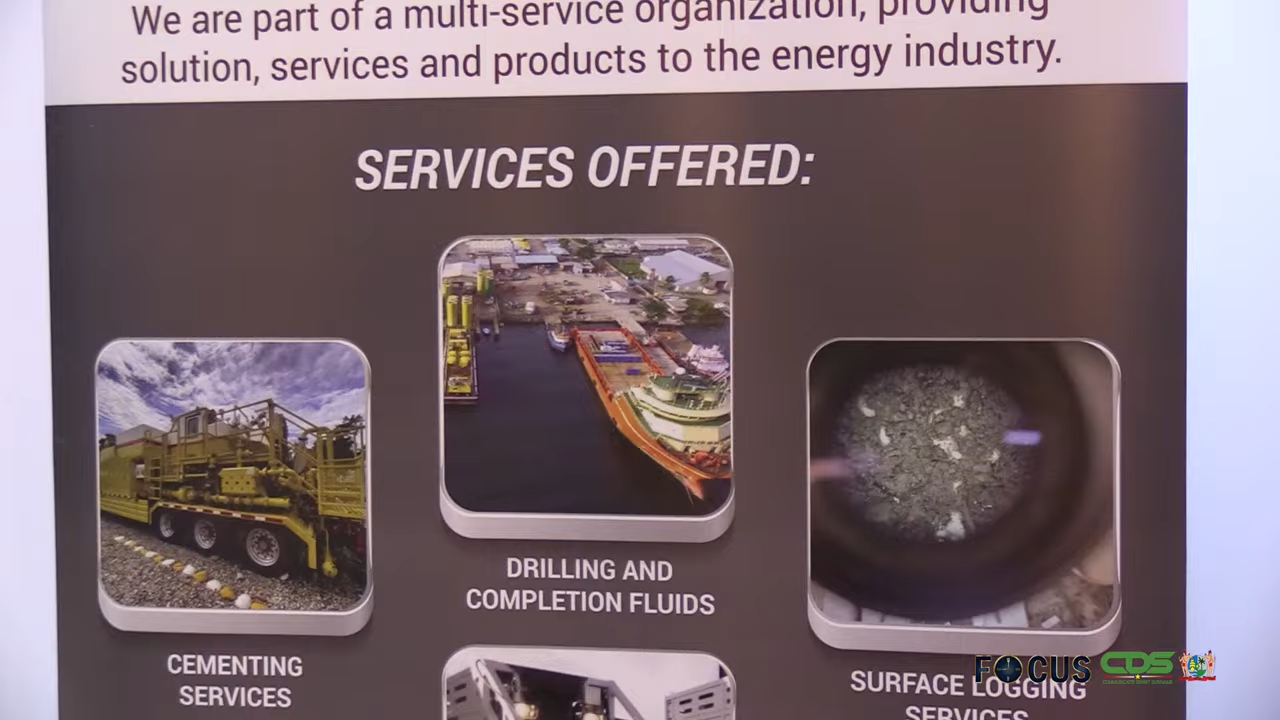 We are part of a multi-service organization, providing
solution, services and products to the energy industry.
SERVICES OFFERED:
DRILLING AND
COMPLETION FLUIDS
CEMENTING
SERVICES
SURFACE LOGGING
SERVICES
FOCUS
CDS